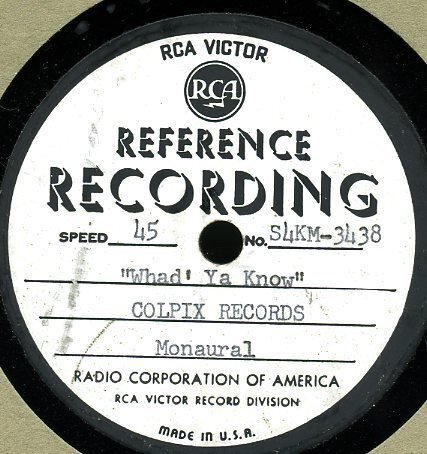 RCA VICTOR
RCA
REFERENCE
RECORDING
SPEED 45 NO. S4KM-3438
"Whad' Ya Know"
COLPIX RECORDS
Monaural
RADIO CORPORATION OF AMERICA
RCA VICTOR RECORD DIVISION
MADE IN U.S.A.